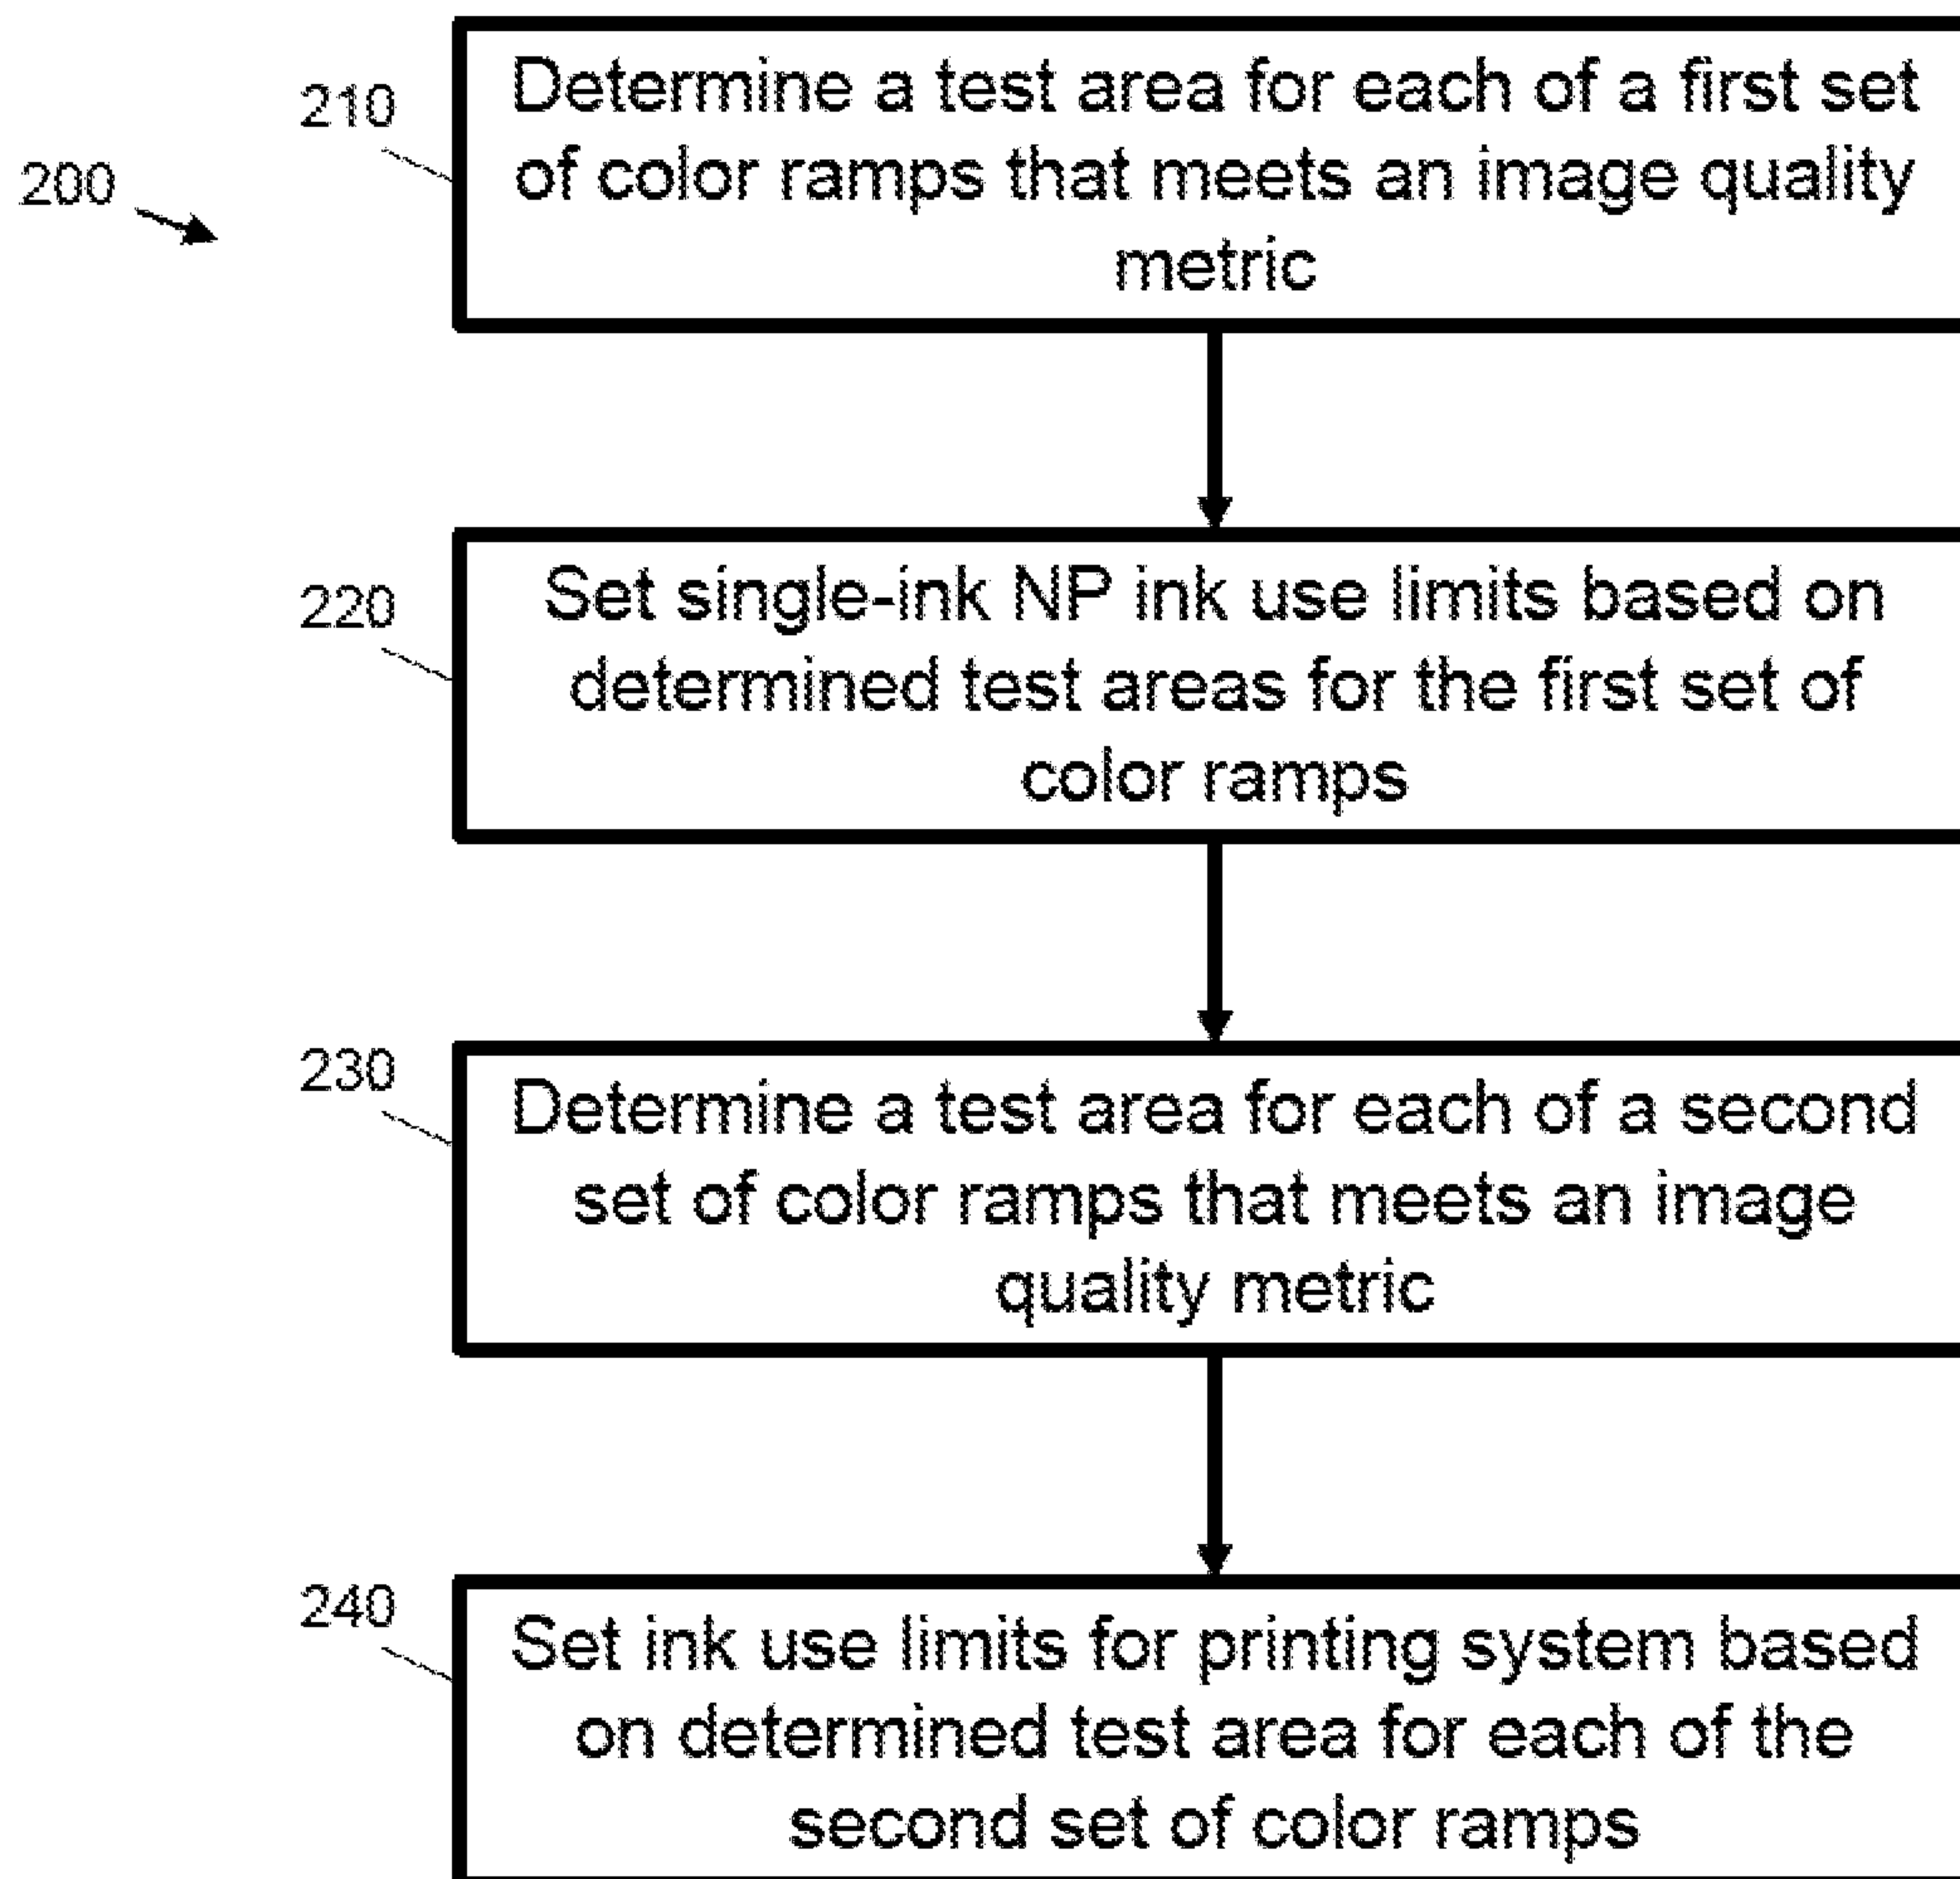 200
210
Determine a test area for each of a first set
of color ramps that meets an image quality
metric
220
Set single-ink NP ink use limits based on
determined test areas for the first set of
color ramps
230
Determine a test area for each of a second
set of color ramps that meets an image
quality metric
240
Set ink use limits for printing system based
on determined test area for each of the
second set of color ramps